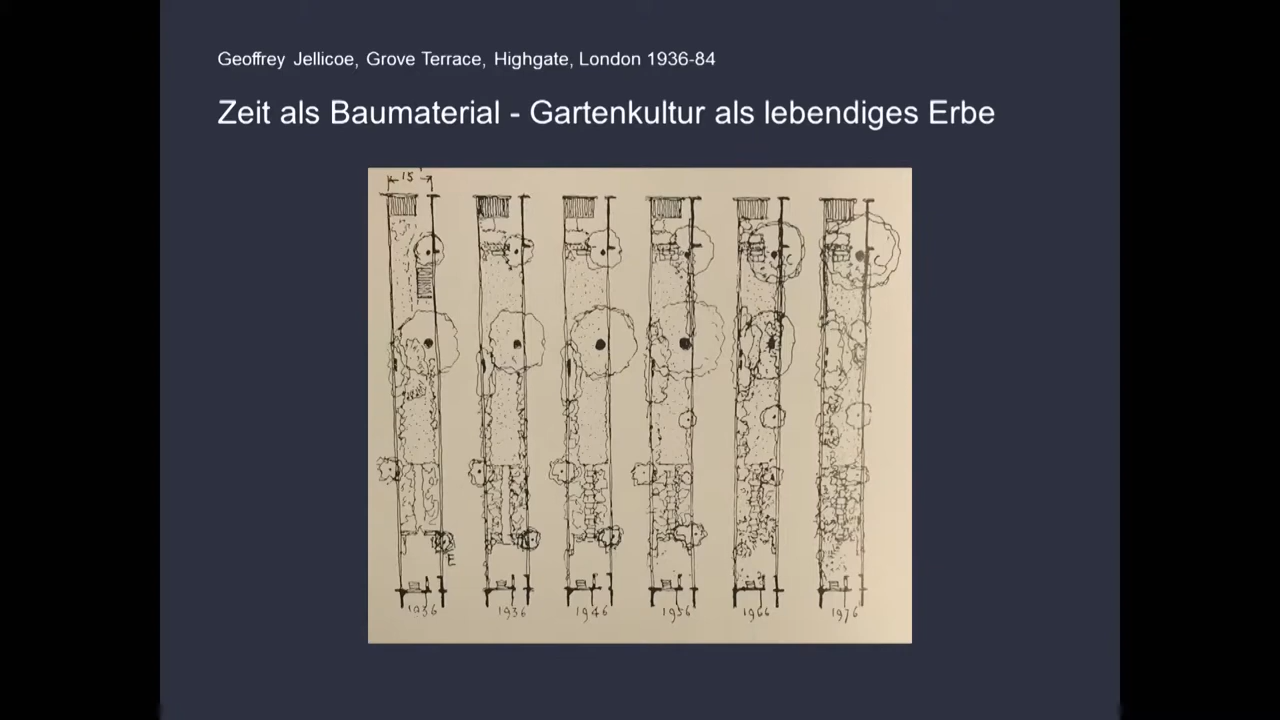 Geoffrey Jellicoe, Grove Terrace, Highgate, London 1936-84
Zeit als Baumaterial - Gartenkultur als lebendiges Erbe
15'
E
1936 1936 1946 1956 1966 1976